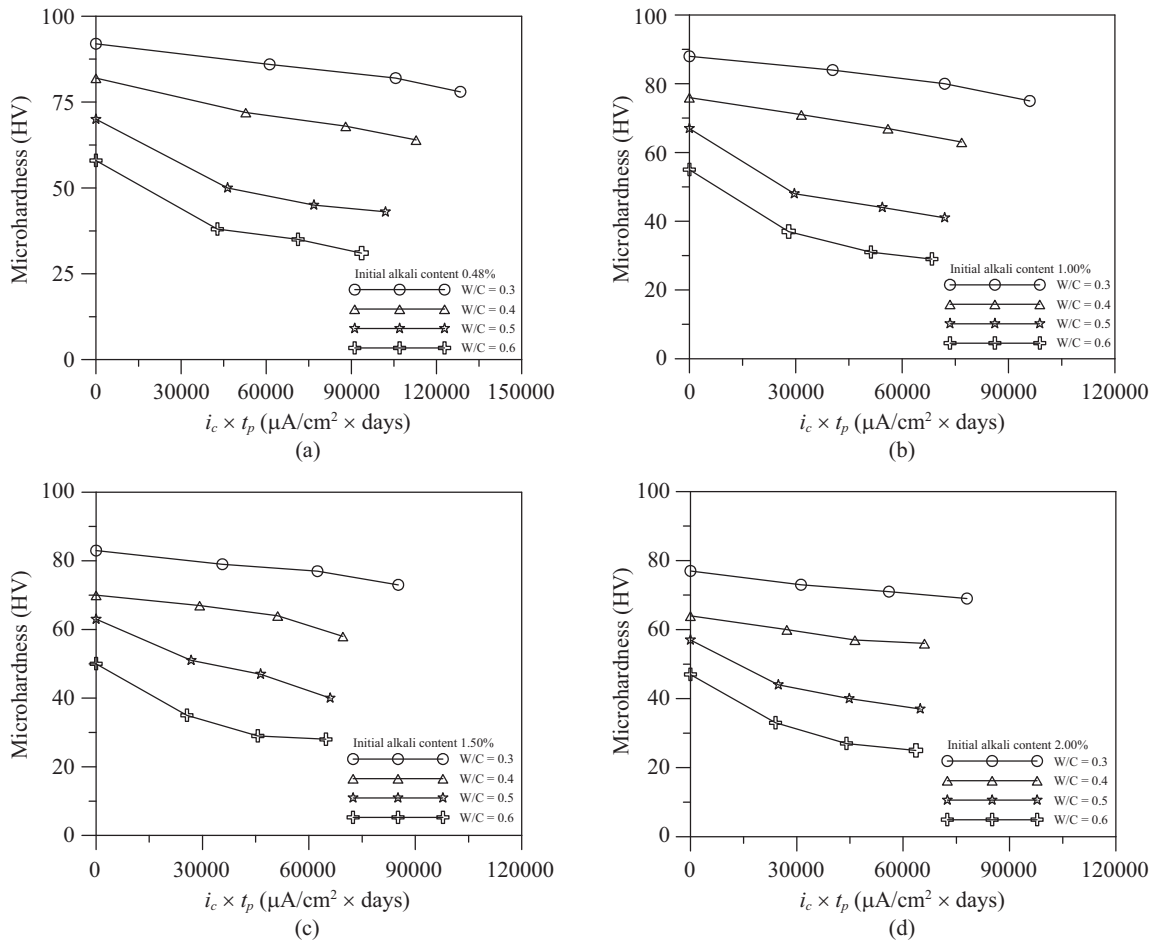 100
75
50
25
0
Microhardness (HV)
Initial alkali content 0.48%
W/C = 0.3
W/C = 0.4
W/C = 0.5
W/C = 0.6
0 30000 60000 90000 120000 150000
i_c × t_p (μA/cm² × days)
(a)
100
80
60
40
20
0
Microhardness (HV)
Initial alkali content 1.00%
W/C = 0.3
W/C = 0.4
W/C = 0.5
W/C = 0.6
0 30000 60000 90000 120000
i_c × t_p (μA/cm² × days)
(b)
100
80
60
40
20
0
Microhardness (HV)
Initial alkali content 1.50%
W/C = 0.3
W/C = 0.4
W/C = 0.5
W/C = 0.6
0 30000 60000 90000 120000
i_c × t_p (μA/cm² × days)
(c)
100
80
60
40
20
0
Microhardness (HV)
Initial alkali content 2.00%
W/C = 0.3
W/C = 0.4
W/C = 0.5
W/C = 0.6
0 30000 60000 90000 120000
i_c × t_p (μA/cm² × days)
(d)